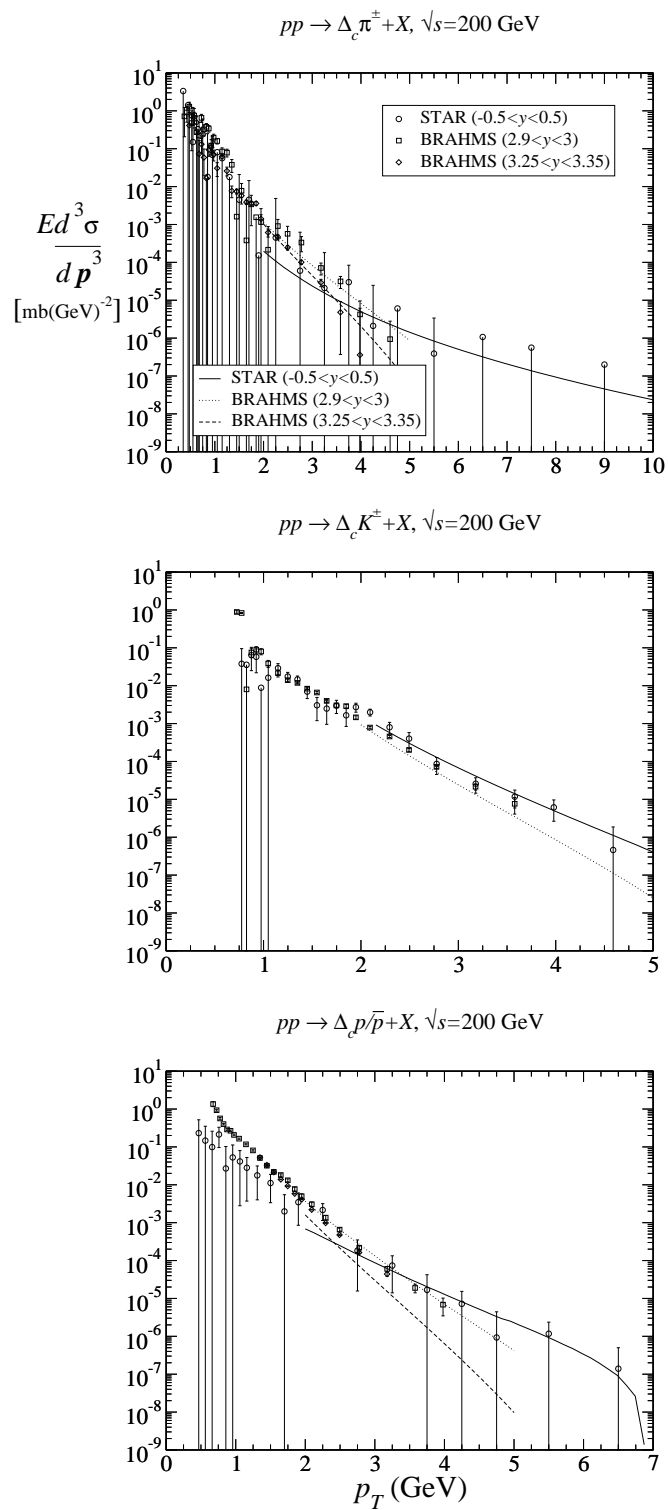 pp → Δ_c π^± + X, √s=200 GeV
10^1
10^0
10^-1
10^-2
10^-3
10^-4
10^-5
10^-6
10^-7
10^-8
10^-9
Ed^3σ
dp^3
[mb(GeV)^-2]
STAR (-0.5<y<0.5)
BRAHMS (2.9<y<3)
BRAHMS (3.25<y<3.35)
STAR (-0.5<y<0.5)
BRAHMS (2.9<y<3)
BRAHMS (3.25<y<3.35)
0 1 2 3 4 5 6 7 8 9 10
pp → Δ_c K^± + X, √s=200 GeV
10^1
10^0
10^-1
10^-2
10^-3
10^-4
10^-5
10^-6
10^-7
10^-8
10^-9
0 1 2 3 4 5
pp → Δ_c p/p̅ + X, √s=200 GeV
10^1
10^0
10^-1
10^-2
10^-3
10^-4
10^-5
10^-6
10^-7
10^-8
10^-9
0 1 2 3 4 5 6 7
p_T (GeV)